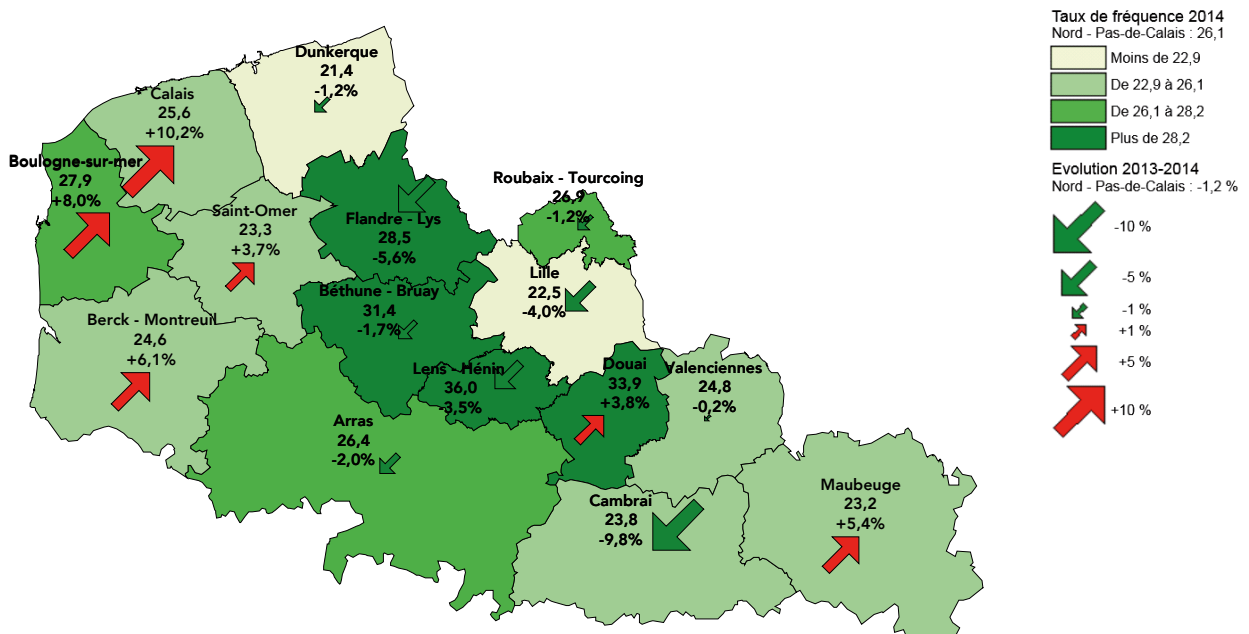 Dunkerque
21,4
-1,2%
Calais
25,6
+10,2%
Boulogne-sur-mer
27,9
+8,0%
Saint-Omer
23,3
+3,7%
Flandre - Lys
28,5
-5,6%
Roubaix - Tourcoing
26,9
-1,2%
Lille
22,5
-4,0%
Béthune - Bruay
31,4
-1,7%
Berck - Montreuil
24,6
+6,1%
Lens - Hénin
36,0
-3,5%
Douai
33,9
+3,8%
Valenciennes
24,8
-0,2%
Arras
26,4
-2,0%
Cambrai
23,8
-9,8%
Maubeuge
23,2
+5,4%
Taux de fréquence 2014
Nord - Pas-de-Calais : 26,1
Moins de 22,9
De 22,9 à 26,1
De 26,1 à 28,2
Plus de 28,2
Evolution 2013-2014
Nord - Pas-de-Calais : -1,2 %
-10 %
-5 %
-1 %
+1 %
+5 %
+10 %